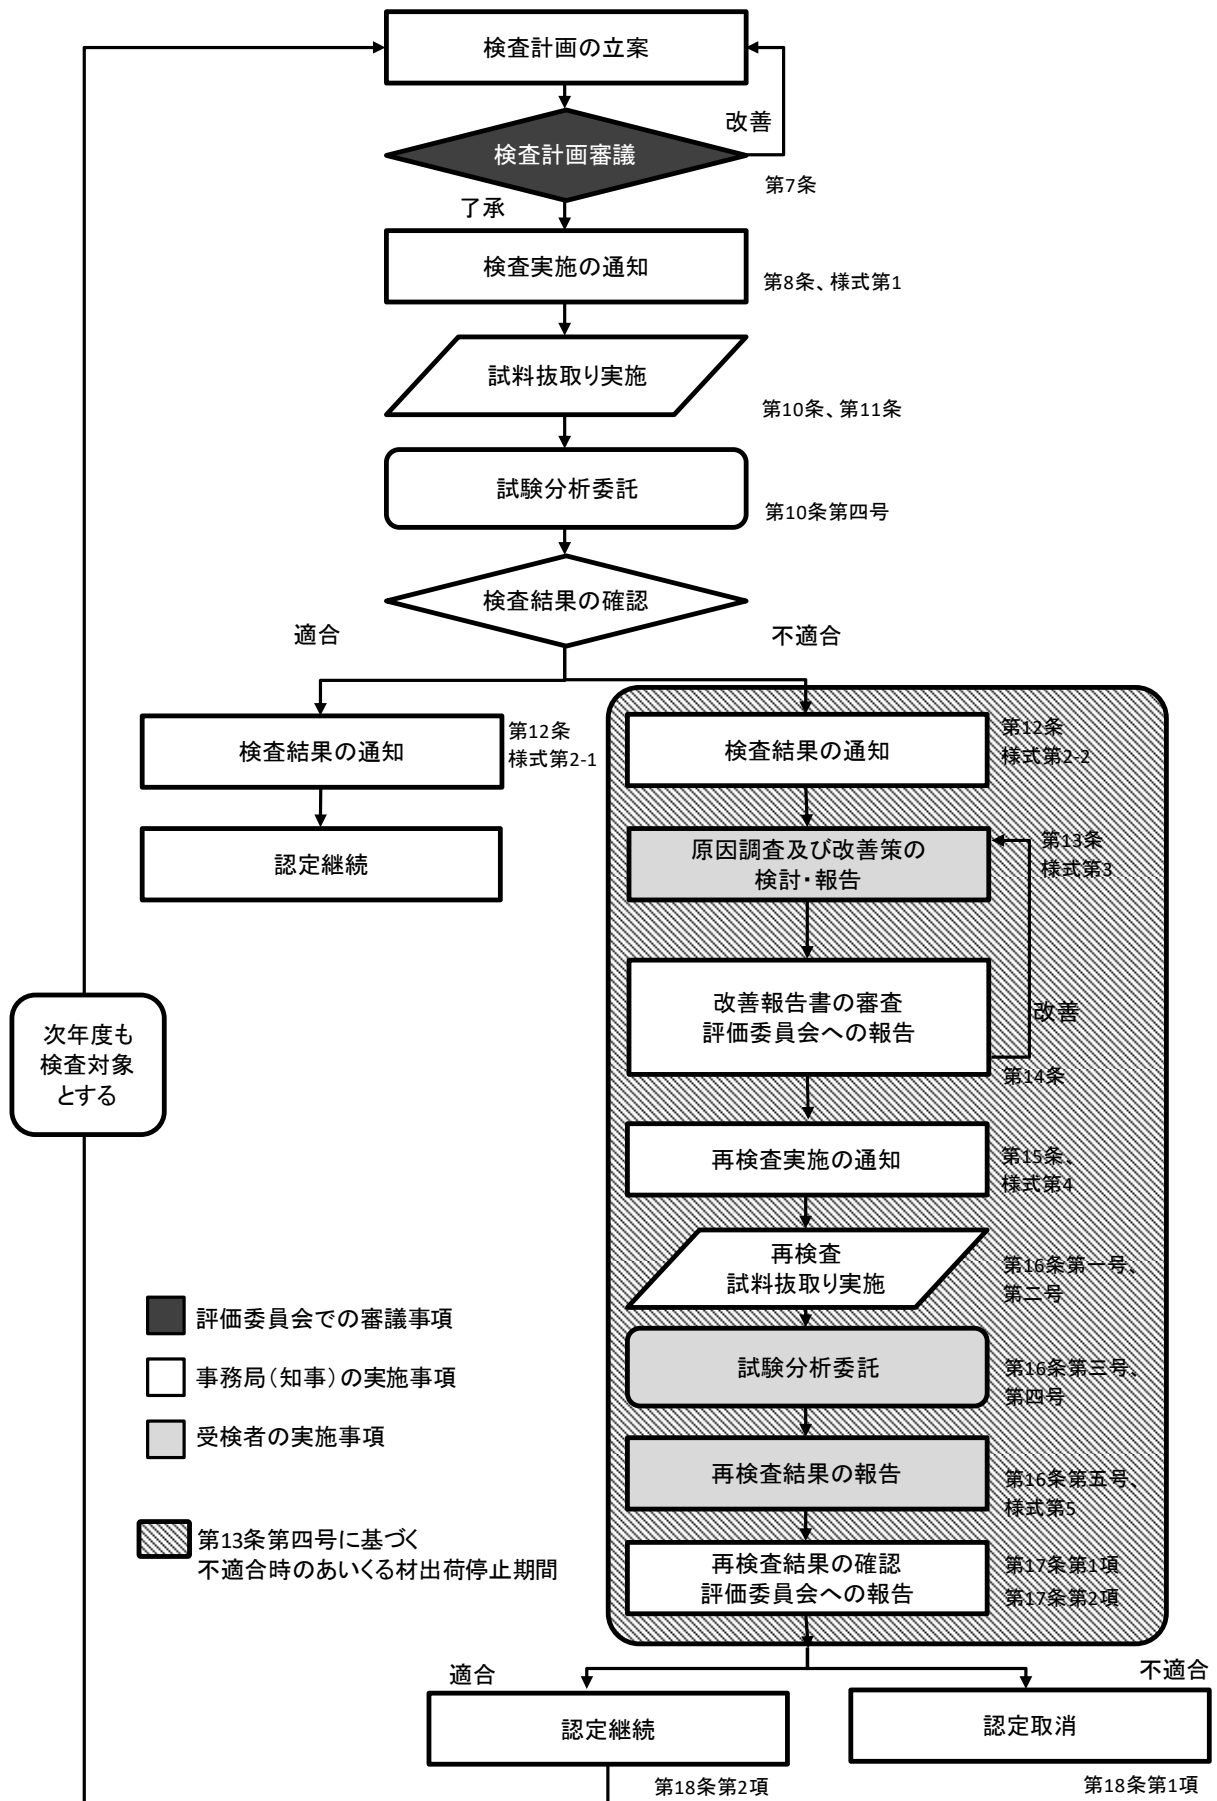 検査計画の立案
改善
検査計画審議
第7条
了承
検査実施の通知
第8条、様式第1
試料抜取り実施
第10条、第11条
試験分析委託
第10条第四号
検査結果の確認
適合
不適合
検査結果の通知
第12条
様式第2-1
認定継続
検査結果の通知
第12条
様式第2-2
原因調査及び改善策の
検討・報告
第13条
様式第3
改善報告書の審査
評価委員会への報告
改善
第14条
次年度も
検査対象
とする
再検査実施の通知
第15条、
様式第4
再検査
試料抜取り実施
第16条第一号、
第二号
試験分析委託
第16条第三号、
第四号
再検査結果の報告
第16条第五号、
様式第5
再検査結果の確認
評価委員会への報告
第17条第1項
第17条第2項
評価委員会での審議事項
事務局（知事）の実施事項
受検者の実施事項
第13条第四号に基づく
不適合時のあいくる材出荷停止期間
適合
不適合
認定継続
認定取消
第18条第2項
第18条第1項